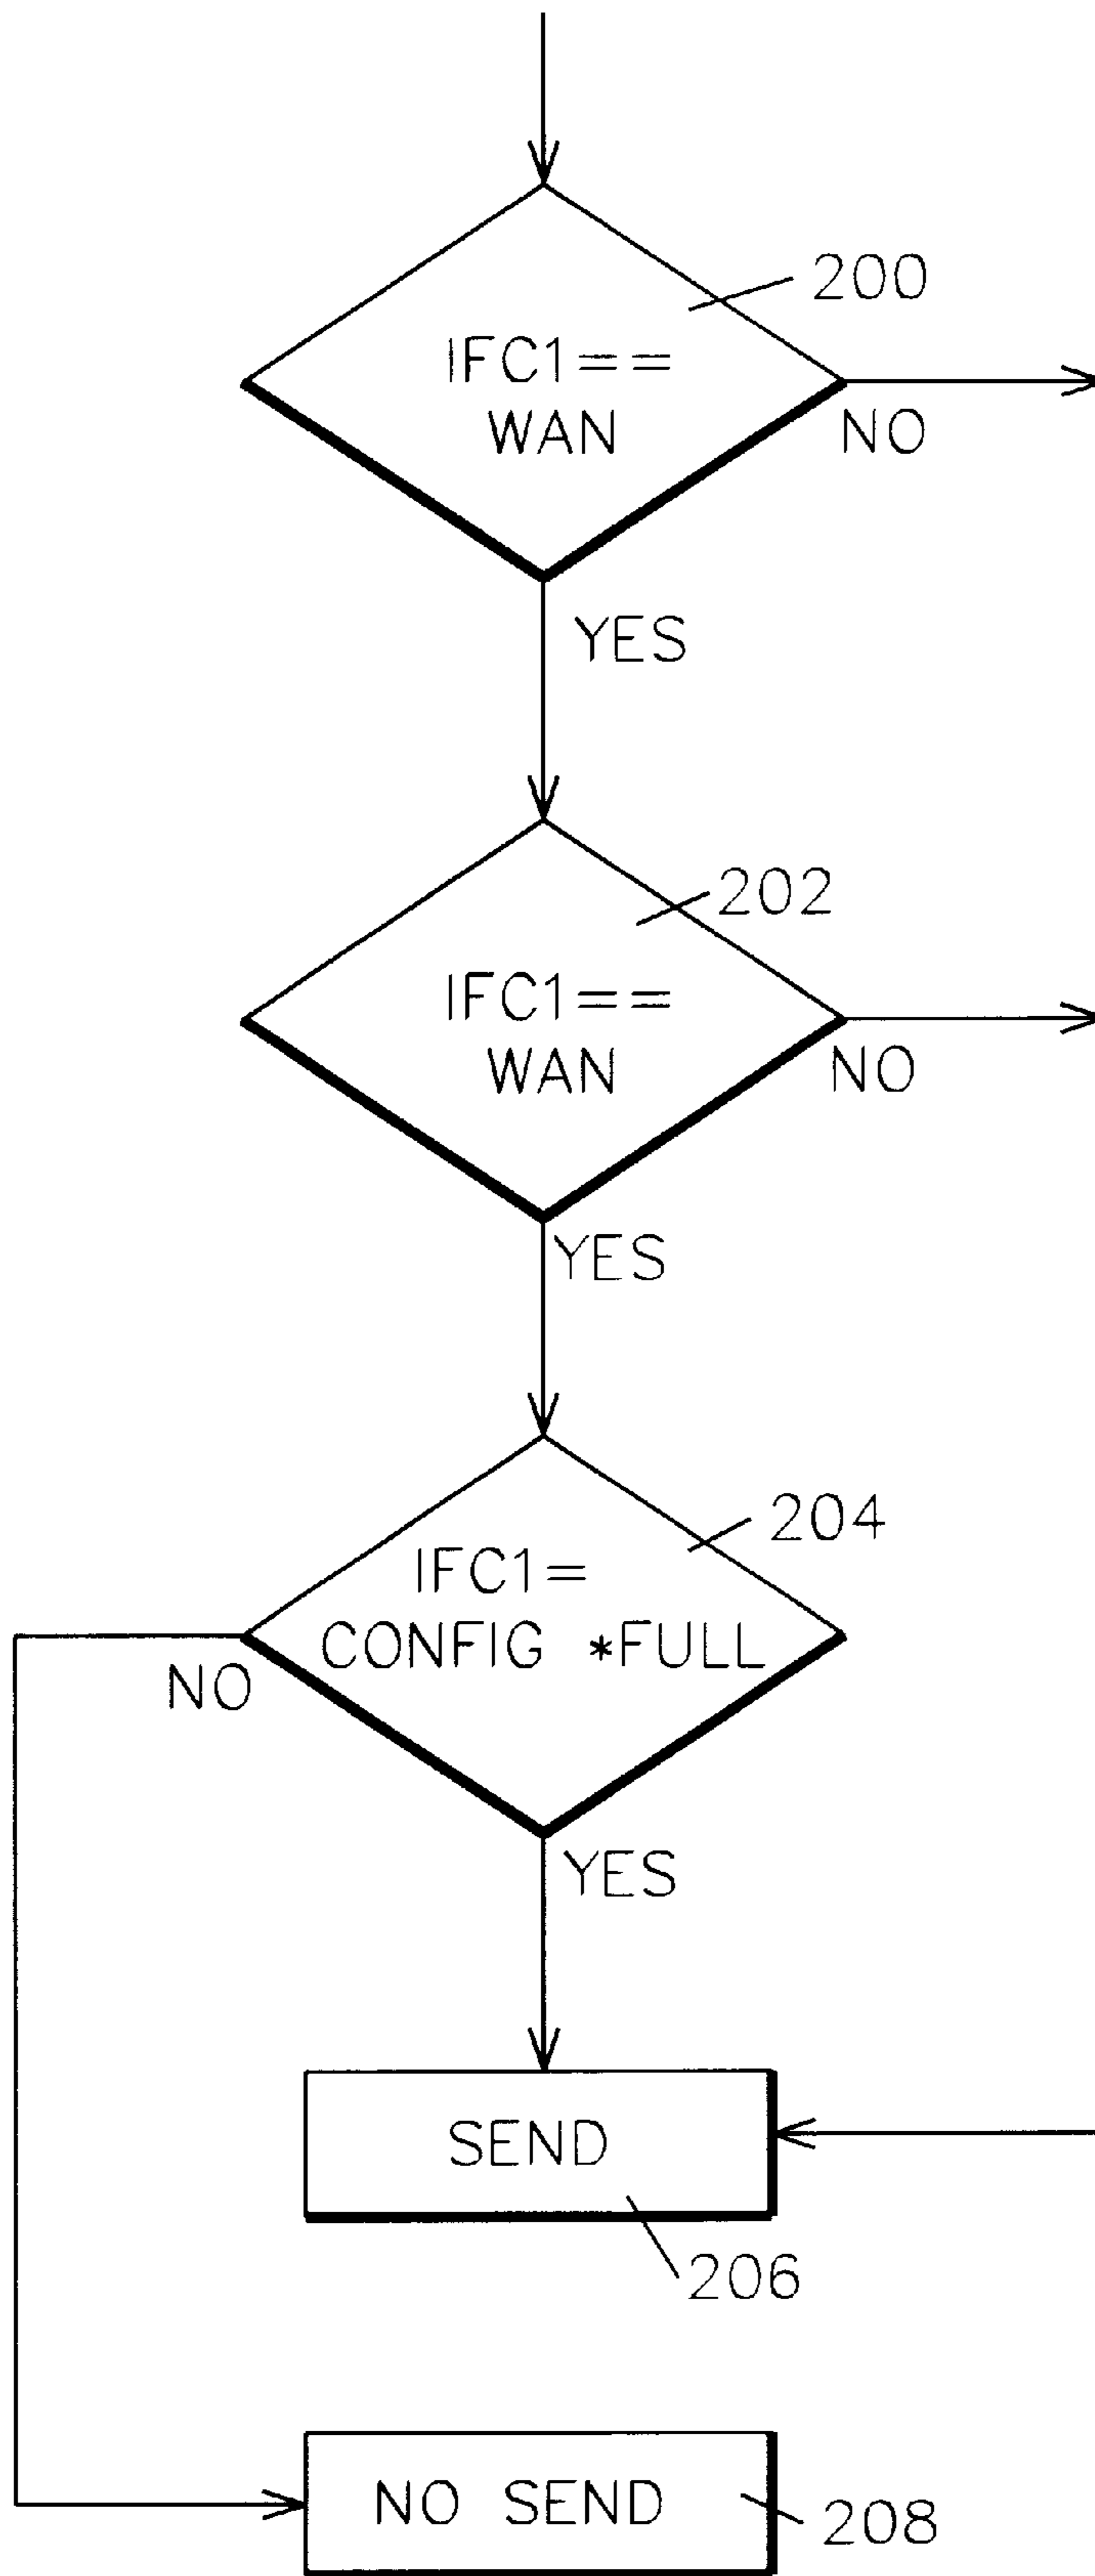 200
IFC1==
WAN
NO
YES
202
IFC1==
WAN
NO
YES
204
IFC1=
CONFIG *FULL
NO
YES
SEND
206
NO SEND
208